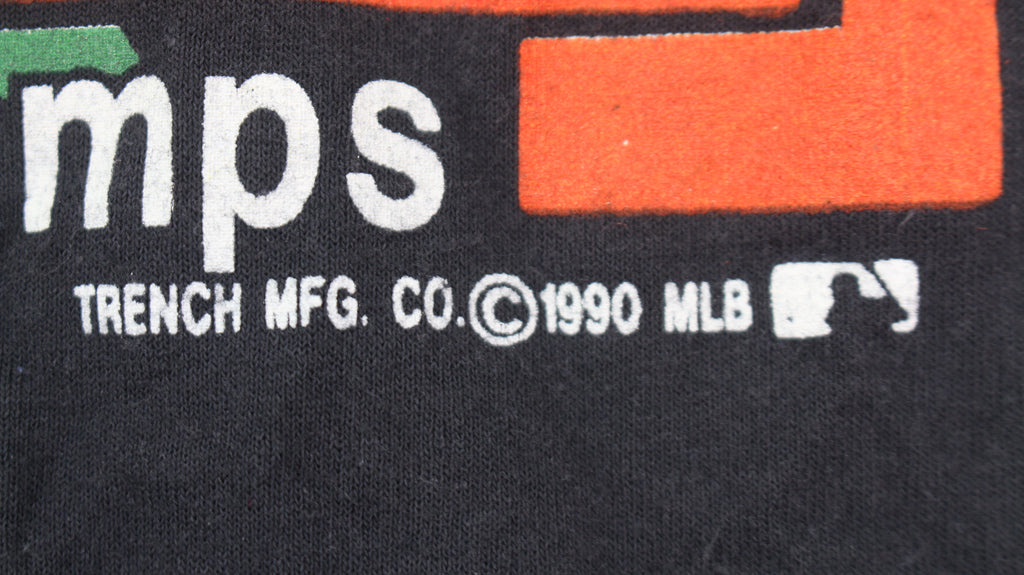 mps
TRENCH MFG. CO.©1990 MLB